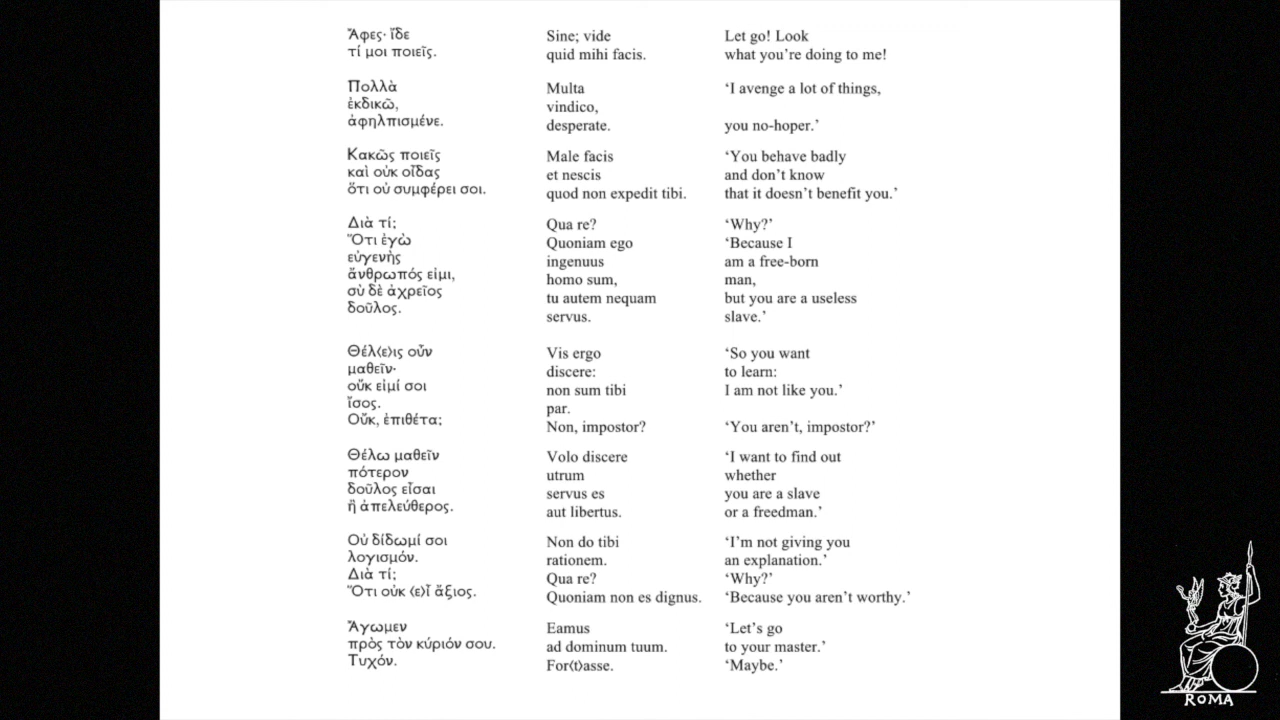 Ἄφες· ἴδε
τί μοι ποιεῖς.
Πολλὰ
ἐκδικῶ,
ἀφηλπισμένε.
Κακῶς ποιεῖς
καὶ οὐκ οἶδας
ὅτι οὐ συμφέρει σοι.
Διὰ τί;
Ὅτι ἐγὼ
εὐγενὴς
ἄνθρωπός εἰμι,
σὺ δὲ ἀχρεῖος
δοῦλος.
Θέλ⟨ε⟩ις οὖν
μαθεῖν·
οὔκ εἰμί σοι
ἴσος.
Οὔκ, ἐπιθέτα;
Θέλω μαθεῖν
πότερον
δοῦλος εἶσαι
ἢ ἀπελεύθερος.
Οὐ δίδωμί σοι
λογισμόν.
Διὰ τί;
Ὅτι οὐκ ⟨ε⟩ἶ ἄξιος.
Ἄγωμεν
πρὸς τὸν κύριόν σου.
Τυχόν.
Sine; vide
quid mihi facis.
Multa
vindico,
desperate.
Male facis
et nescis
quod non expedit tibi.
Qua re?
Quoniam ego
ingenuus
homo sum,
tu autem nequam
servus.
Vis ergo
discere:
non sum tibi
par.
Non, impostor?
Volo discere
utrum
servus es
aut libertus.
Non do tibi
rationem.
Qua re?
Quoniam non es dignus.
Eamus
ad dominum tuum.
For⟨t⟩asse.
Let go! Look
what you’re doing to me!
‘I avenge a lot of things,
you no-hoper.’
‘You behave badly
and don’t know
that it doesn’t benefit you.’
‘Why?’
‘Because I
am a free-born
man,
but you are a useless
slave.’
‘So you want
to learn:
I am not like you.’
‘You aren’t, impostor?’
‘I want to find out
whether
you are a slave
or a freedman.’
‘I’m not giving you
an explanation.’
‘Why?’
‘Because you aren’t worthy.’
‘Let’s go
to your master.’
‘Maybe.’
ROMA